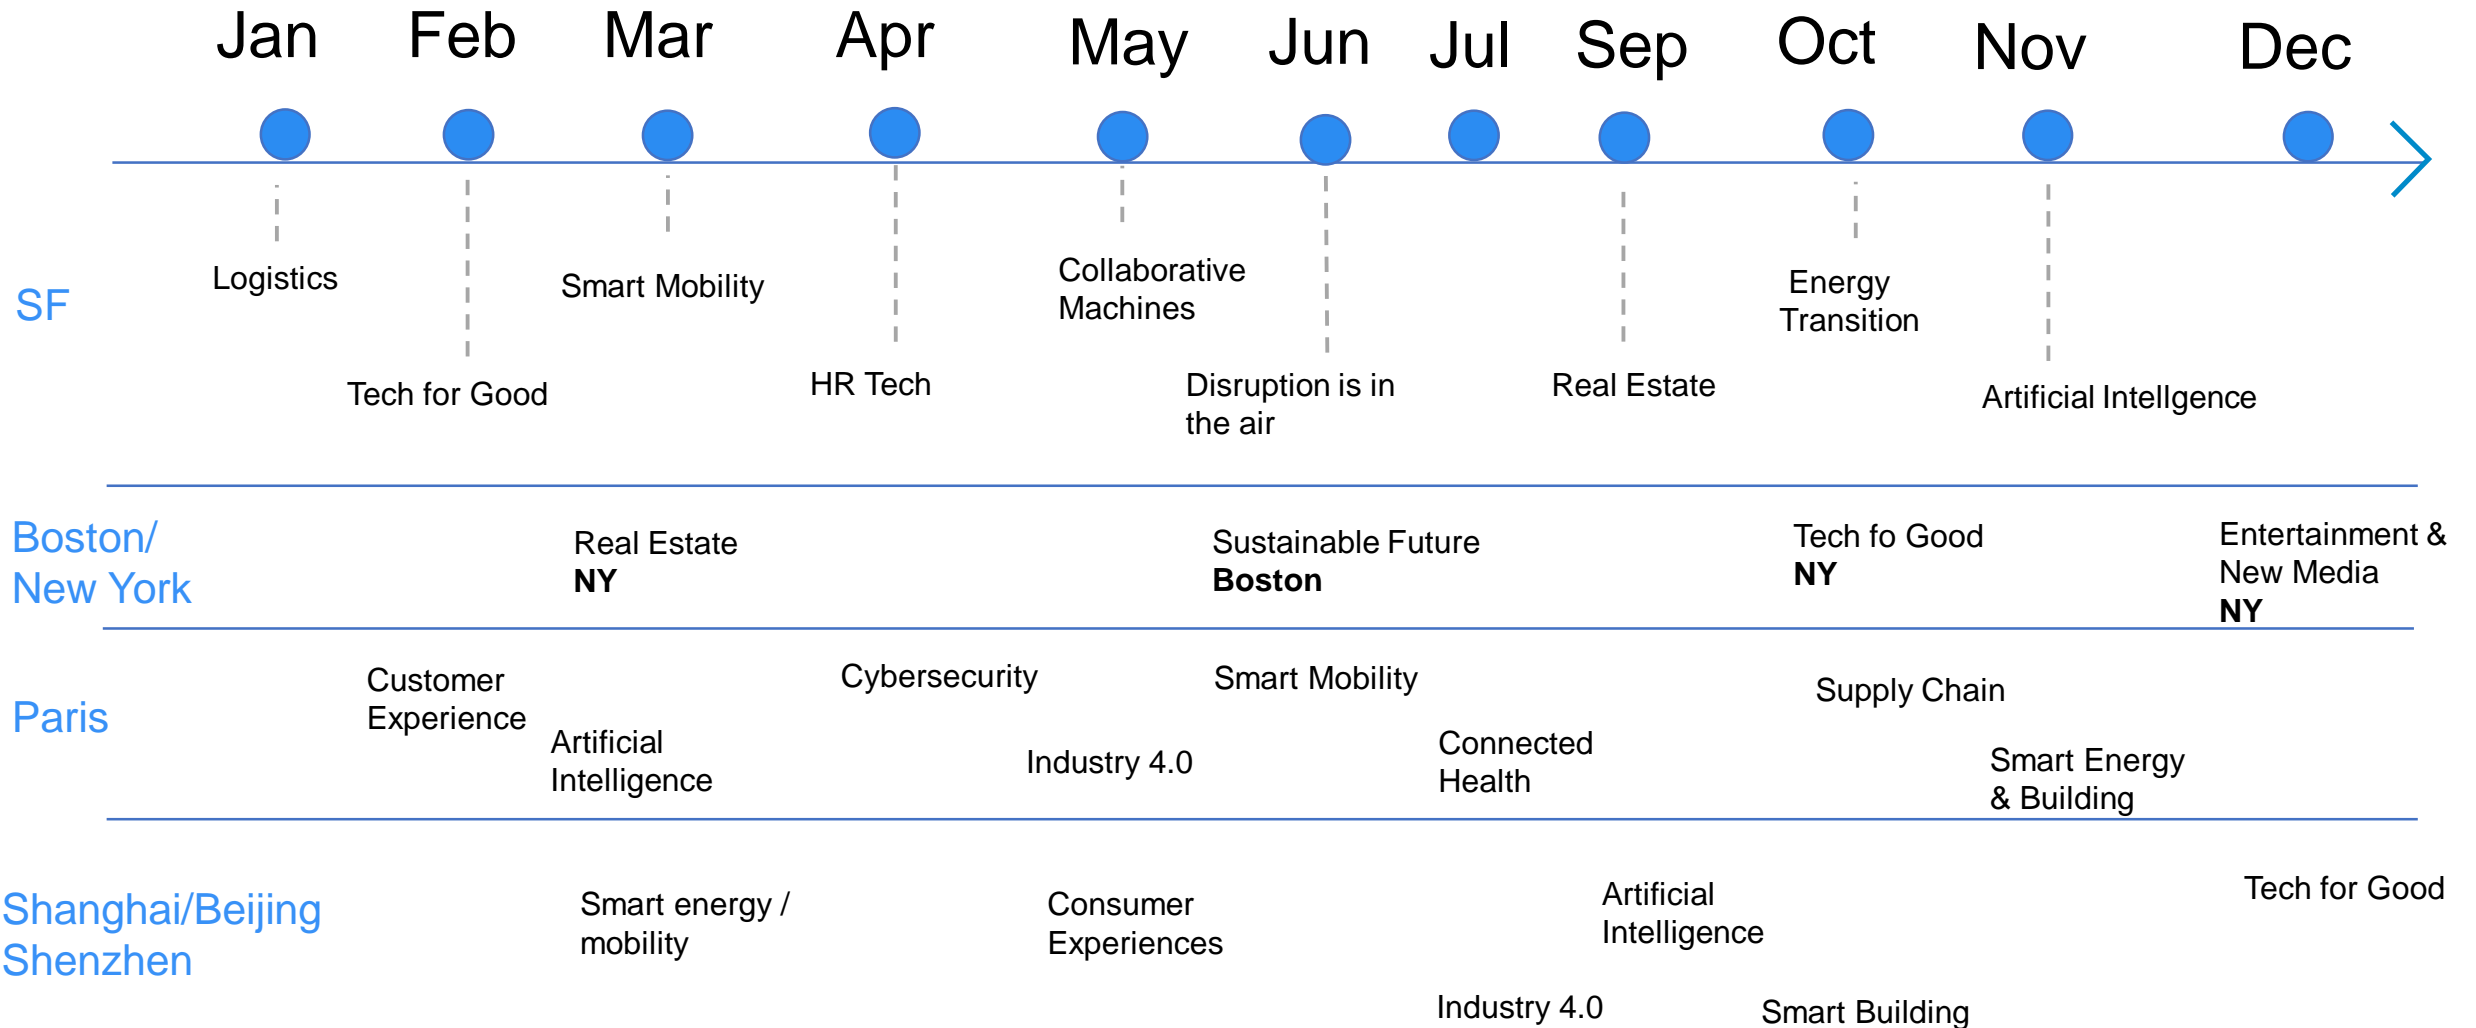 Jan Feb Mar Apr May Jun Jul Sep Oct Nov Dec
SF
Logistics
Tech for Good
Smart Mobility
HR Tech
Collaborative
Machines
Disruption is in
the air
Real Estate
Energy
Transition
Artificial Intellgence
Boston/
New York
Real Estate
NY
Sustainable Future
Boston
Tech fo Good
NY
Entertainment &
New Media
NY
Paris
Customer
Experience
Artificial
Intelligence
Cybersecurity
Industry 4.0
Smart Mobility
Connected
Health
Supply Chain
Smart Energy
& Building
Shanghai/Beijing
Shenzhen
Smart energy /
mobility
Consumer
Experiences
Industry 4.0
Artificial
Intelligence
Smart Building
Tech for Good